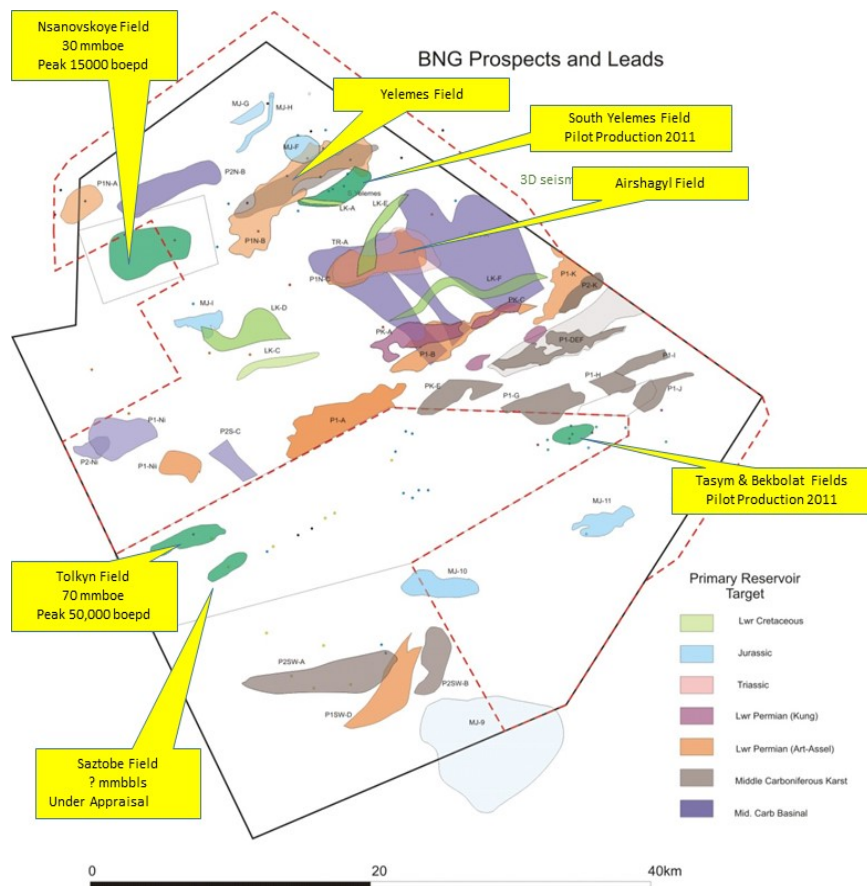 Nsanovskoye Field
30 mmboe
Peak 15000 boepd
BNG Prospects and Leads
Yelemes Field
South Yelemes Field
Pilot Production 2011
3D seism
Airshagyl Field
MJ-G
MJ-H
MJ-F
P2N-B
P1N-A
LK-A
LK-E
P1N-B
TR-A
P1N-C
LK-F
P1-K
P2-K
MJ-I
LK-D
PK-C
PK-A
P1-B
P1-DEF
LK-C
P1-I
P1-H
PK-E
P1-G
P1-J
P1-A
P1-Ni
P2S-C
P2-Ni
P1-Nii
Tasym & Bekbolat Fields
Pilot Production 2011
MJ-11
Tolkyn Field
70 mmboe
Peak 50,000 boepd
MJ-10
P2SW-A
P2SW-B
P1SW-D
MJ-9
Saztobe Field
? mmbbls
Under Appraisal
Primary Reservoir
Target
Lwr Cretaceous
Jurassic
Triassic
Lwr Permian (Kung)
Lwr Permian (Art-Assel)
Middle Carboniferous Karst
Mid. Carb Basinal
0
20
40km